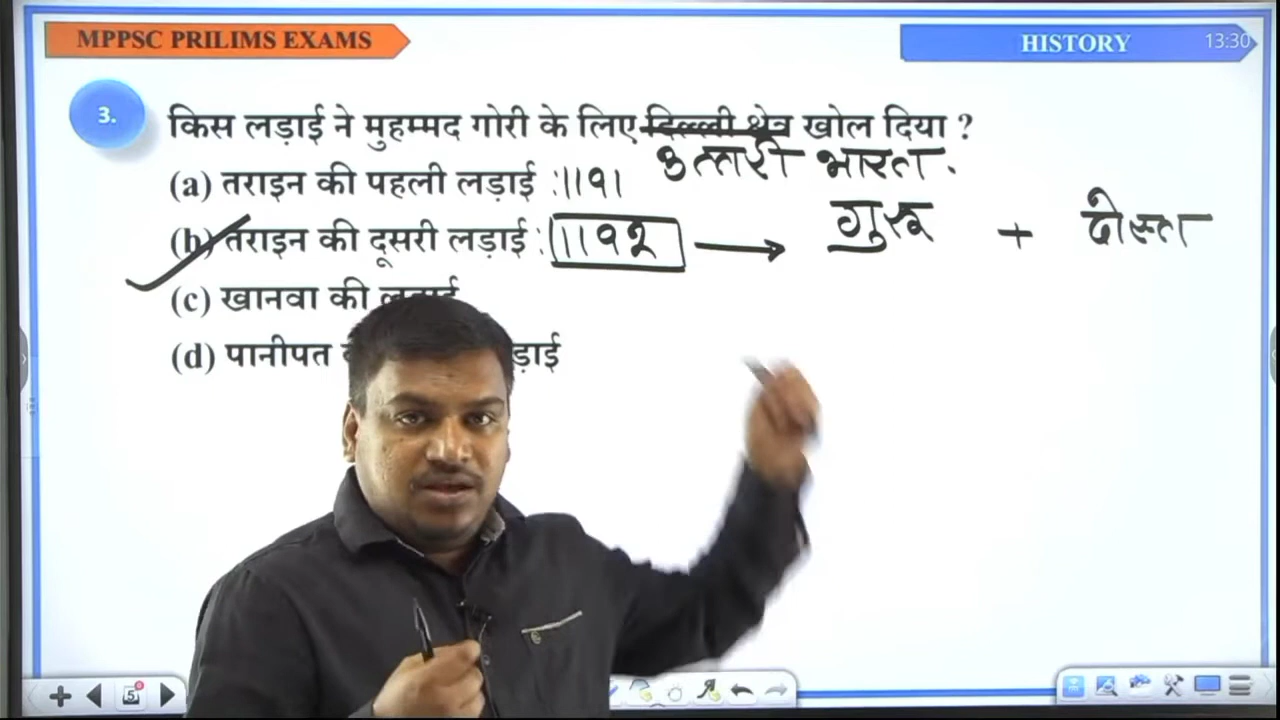 MPPSC PRILIMS EXAMS
HISTORY 13:30
3. किस लड़ाई ने मुहम्मद गोरी के लिए दिल्ली क्षेत्र खोल दिया ?
उत्तरी भारत.
(a) तराइन की पहली लड़ाई : 1191
(b) तराइन की दूसरी लड़ाई : 1192 → गुरू + दोस्त
(c) खानवा की लड़ाई
(d) पानीपत ड़ाई